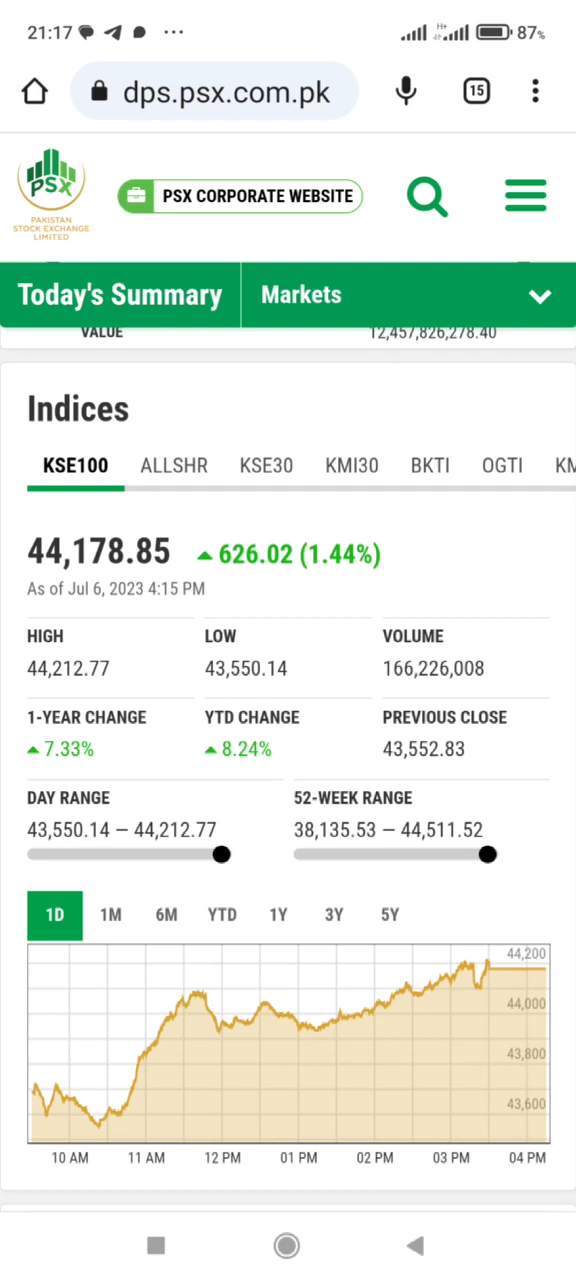 21:17
H+
87%
dps.psx.com.pk
15
PSX
PAKISTAN
STOCK EXCHANGE
LIMITED
PSX CORPORATE WEBSITE
Today's Summary
Markets
VALUE 12,457,826,278.40
Indices
KSE100 ALLSHR KSE30 KMI30 BKTI OGTI KM
44,178.85 626.02 (1.44%)
As of Jul 6, 2023 4:15 PM
HIGH LOW VOLUME
44,212.77 43,550.14 166,226,008
1-YEAR CHANGE YTD CHANGE PREVIOUS CLOSE
7.33% 8.24% 43,552.83
DAY RANGE 52-WEEK RANGE
43,550.14 — 44,212.77 38,135.53 — 44,511.52
1D 1M 6M YTD 1Y 3Y 5Y
44,200
44,000
43,800
43,600
10 AM 11 AM 12 PM 01 PM 02 PM 03 PM 04 PM